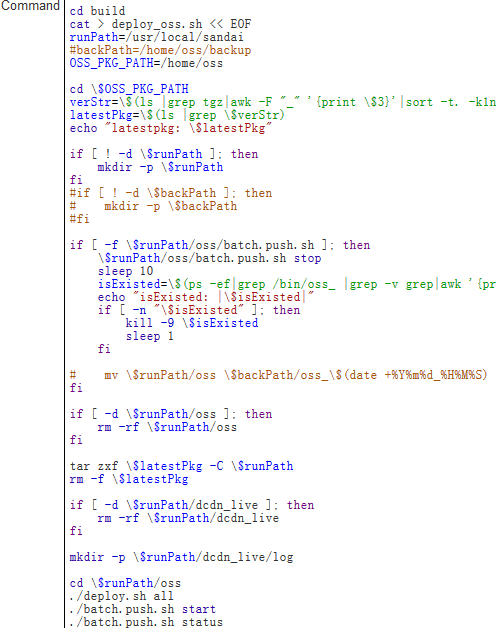 Command
cd build
cat > deploy_oss.sh << EOF
runPath=/usr/local/sandai
#backPath=/home/oss/backup
OSS_PKG_PATH=/home/oss
cd \$OSS_PKG_PATH
verStr=\$(ls |grep tgz|awk -F "_" '{print \$3}'|sort -t. -k1n
latestPkg=\$(ls |grep \$verStr)
echo "latestpkg: \$latestPkg"
if [ ! -d \$runPath ]; then
    mkdir -p \$runPath
fi
#if [ ! -d \$backPath ]; then
#    mkdir -p \$backPath
#fi
if [ -f \$runPath/oss/batch.push.sh ]; then
    \$runPath/oss/batch.push.sh stop
    sleep 10
    isExisted=\$(ps -ef|grep /bin/oss_ |grep -v grep|awk '{pr
    echo "isExisted: |\$isExisted|"
    if [ -n "\$isExisted" ]; then
        kill -9 \$isExisted
        sleep 1
    fi
#    mv \$runPath/oss \$backPath/oss_\$(date +%Y%m%d_%H%M%S)
fi
if [ -d \$runPath/oss ]; then
    rm -rf \$runPath/oss
fi
tar zxf \$latestPkg -C \$runPath
rm -f \$latestPkg
if [ -d \$runPath/dcdn_live ]; then
    rm -rf \$runPath/dcdn_live
fi
mkdir -p \$runPath/dcdn_live/log
cd \$runPath/oss
./deploy.sh all
./batch.push.sh start
./batch.push.sh status